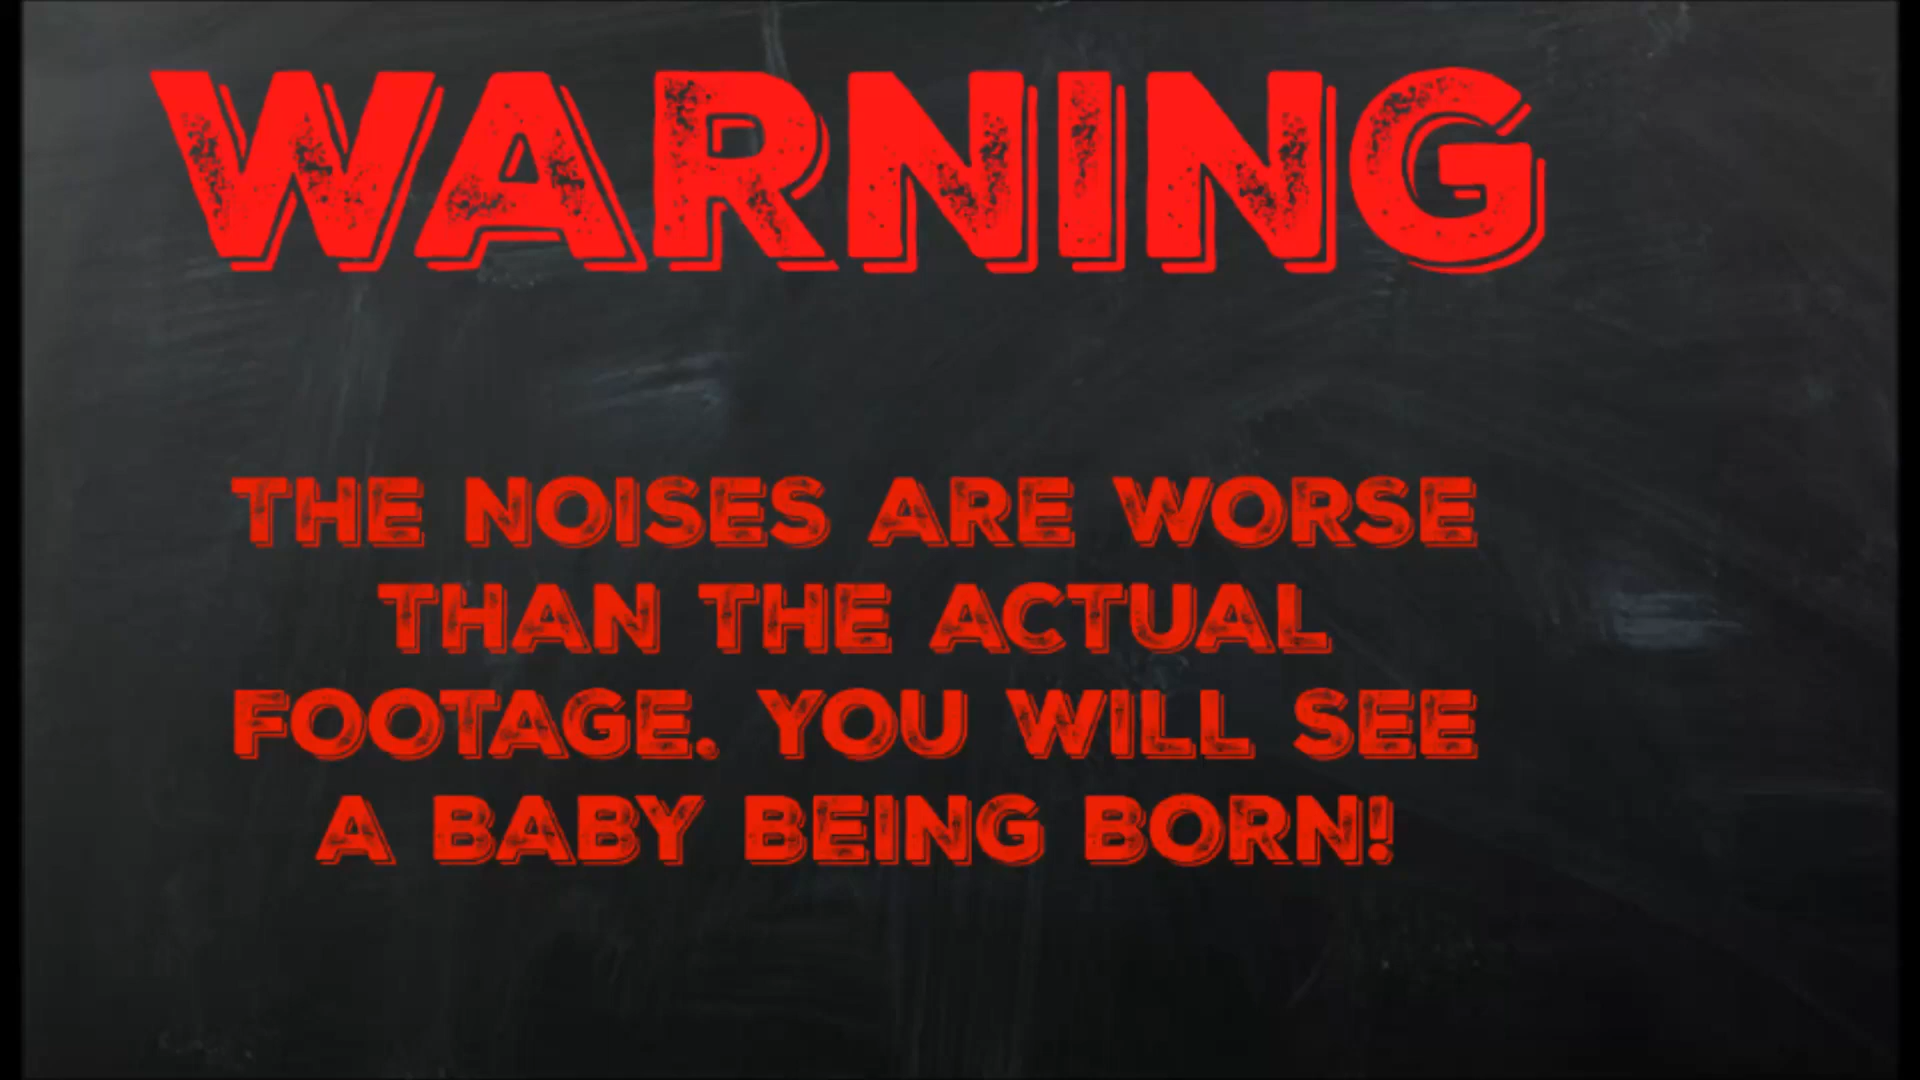 WARNING
THE NOISES ARE WORSE
THAN THE ACTUAL
FOOTAGE. YOU WILL SEE
A BABY BEING BORN!